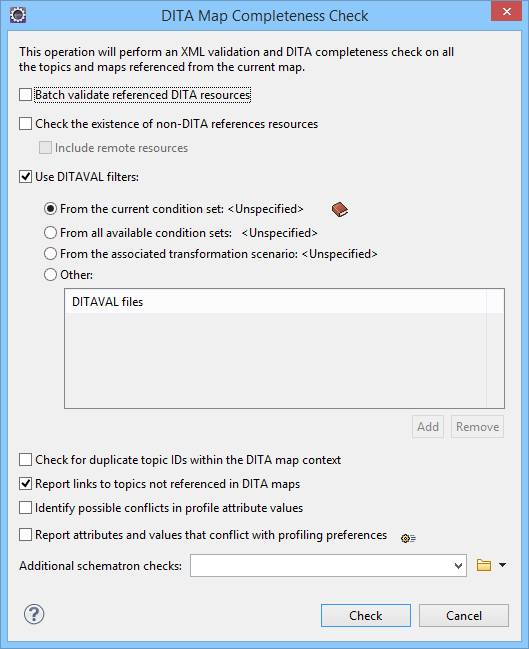 DITA Map Completeness Check
This operation will perform an XML validation and DITA completeness check on all
the topics and maps referenced from the current map.
Batch validate referenced DITA resources
Check the existence of non-DITA references resources
Include remote resources
Use DITAVAL filters:
From the current condition set: <Unspecified>
From all available condition sets: <Unspecified>
From the associated transformation scenario: <Unspecified>
Other:
DITAVAL files
Add Remove
Check for duplicate topic IDs within the DITA map context
Report links to topics not referenced in DITA maps
Identify possible conflicts in profile attribute values
Report attributes and values that conflict with profiling preferences
Additional schematron checks:
? Check Cancel